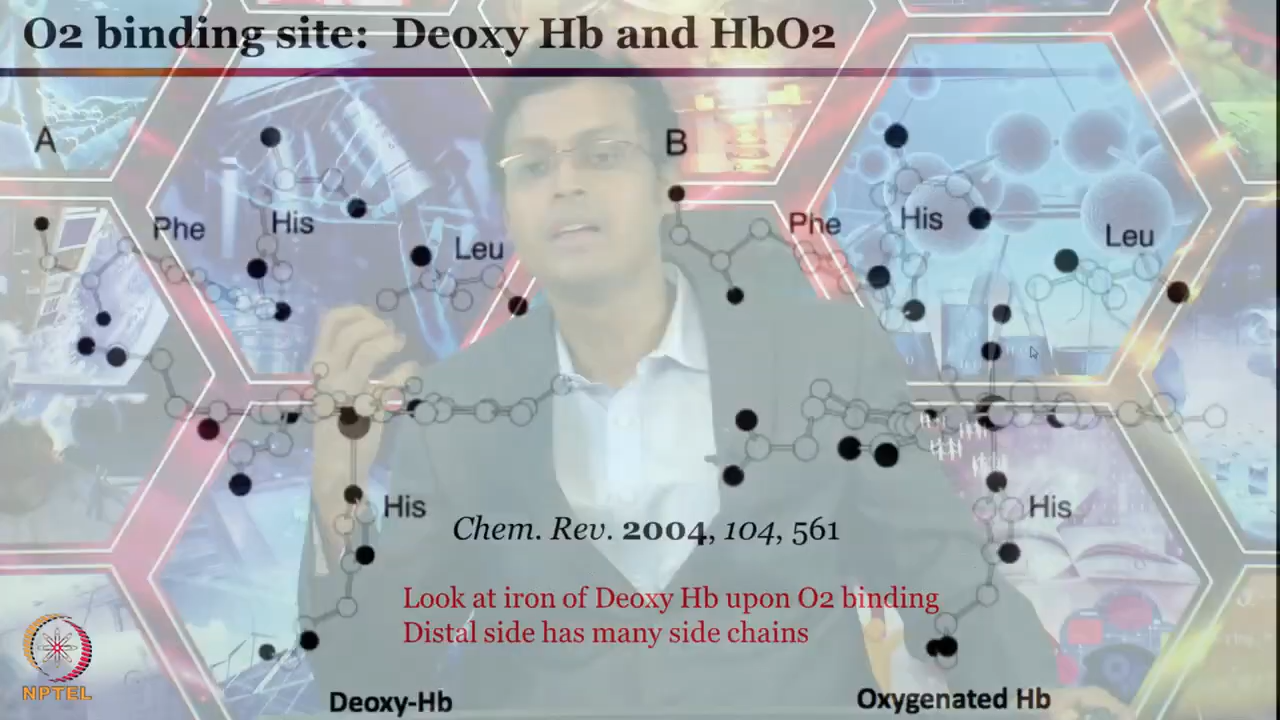 O2 binding site: Deoxy Hb and HbO2
A
B
Phe
His
Leu
Phe
His
Leu
His
His
Chem. Rev. 2004, 104, 561
Look at iron of Deoxy Hb upon O2 binding
Distal side has many side chains
NPTEL
Deoxy-Hb
Oxygenated Hb